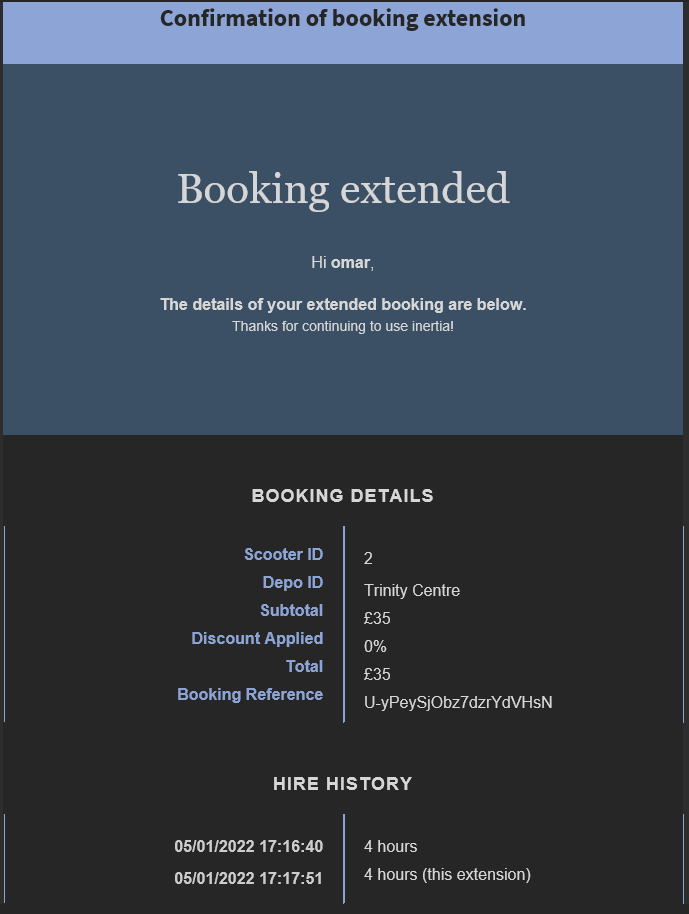 Confirmation of booking extension
Booking extended
Hi omar,
The details of your extended booking are below.
Thanks for continuing to use inertia!
BOOKING DETAILS
Scooter ID 2
Depo ID Trinity Centre
Subtotal £35
Discount Applied 0%
Total £35
Booking Reference U-yPeySjObz7dzrYdVHsN
HIRE HISTORY
05/01/2022 17:16:40 4 hours
05/01/2022 17:17:51 4 hours (this extension)